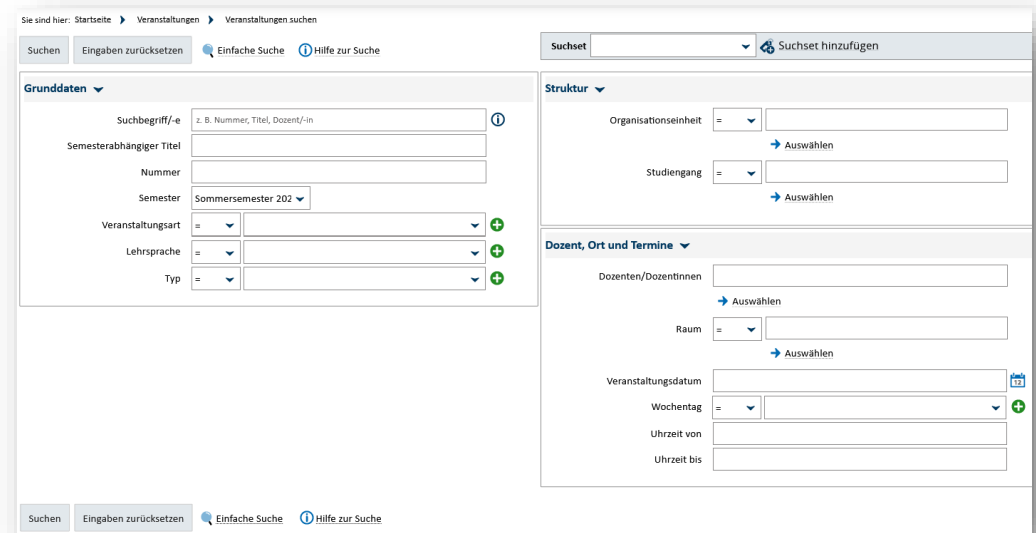 Sie sind hier: Startseite ❯ Veranstaltungen ❯ Veranstaltungen suchen
Suchen Eingaben zurücksetzen Einfache Suche Hilfe zur Suche
Suchset Suchset hinzufügen
Grunddaten
Suchbegriff/-e z. B. Nummer, Titel, Dozent/-in
Semesterabhängiger Titel
Nummer
Semester Sommersemester 202
Veranstaltungsart =
Lehrsprache =
Typ =
Struktur
Organisationseinheit =
Auswählen
Studiengang =
Auswählen
Dozent, Ort und Termine
Dozenten/Dozentinnen
Auswählen
Raum =
Auswählen
Veranstaltungsdatum 12
Wochentag =
Uhrzeit von
Uhrzeit bis
Suchen Eingaben zurücksetzen Einfache Suche Hilfe zur Suche